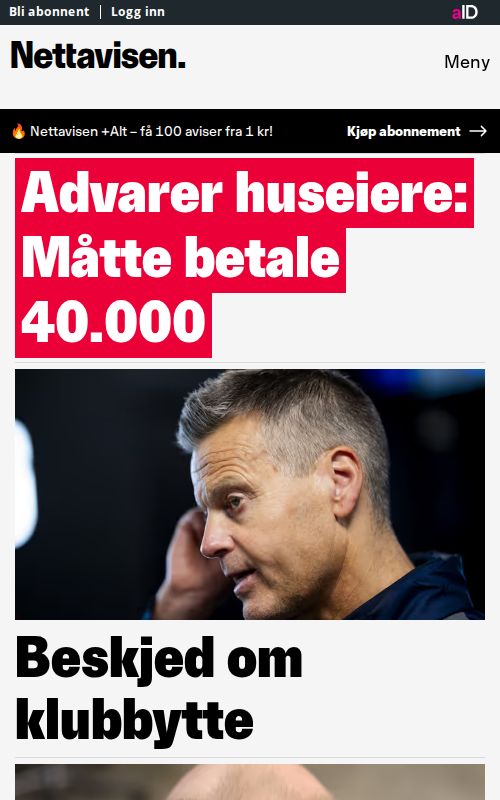 Bli abonnent | Logg inn
aID
Nettavisen.
Meny
🔥 Nettavisen +Alt – få 100 aviser fra 1 kr!
Kjøp abonnement →
Advarer huseiere:
Måtte betale
40.000
Beskjed om
klubbytte